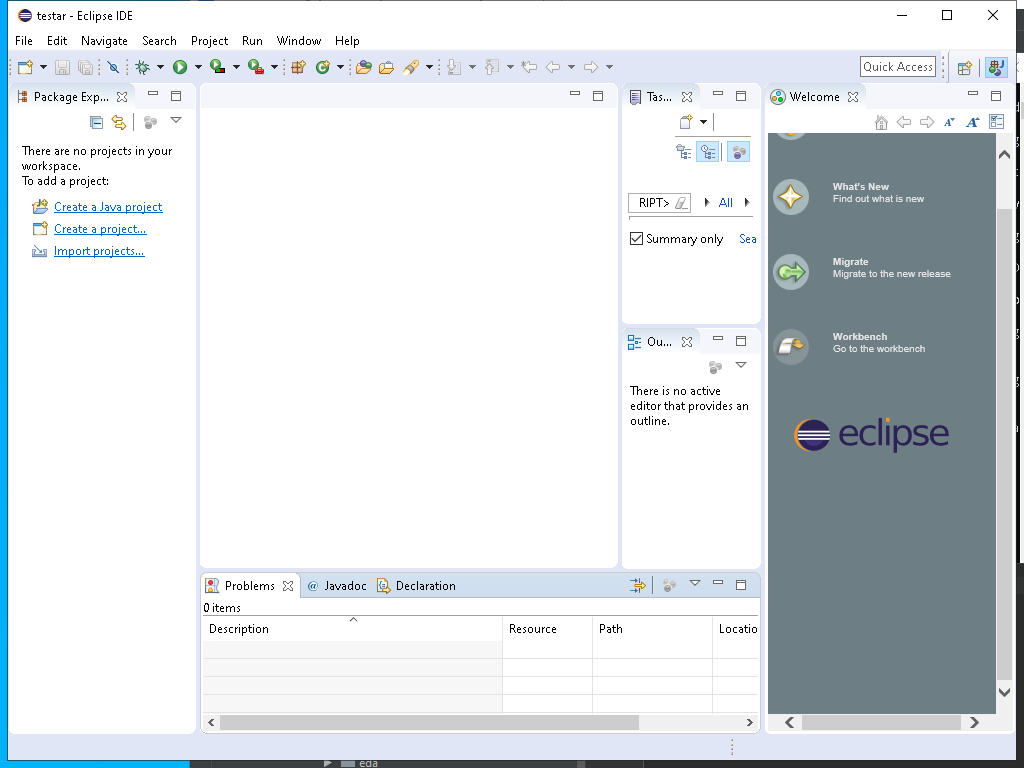 testar - Eclipse IDE
File Edit Navigate Search Project Run Window Help
Quick Access
Package Exp...
There are no projects in your
workspace.
To add a project:
Create a Java project
Create a project...
Import projects...
Tas...
RIPT> All
Summary only Sea
Ou...
There is no active
editor that provides an
outline.
Welcome
A A
What's New
Find out what is new
Migrate
Migrate to the new release
Workbench
Go to the workbench
eclipse
Problems @ Javadoc Declaration
0 items
Description Resource Path Locatio
eda